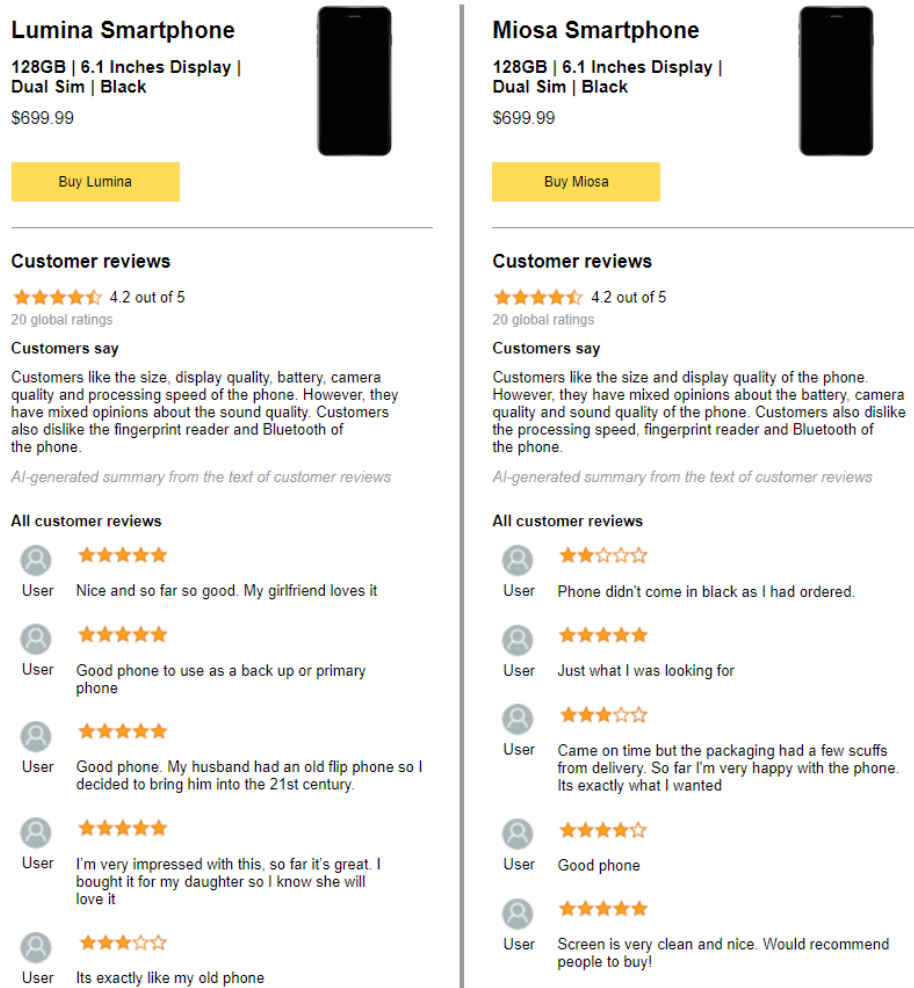 Lumina Smartphone
128GB | 6.1 Inches Display |
Dual Sim | Black
$699.99
Buy Lumina
Customer reviews
4.2 out of 5
20 global ratings
Customers say
Customers like the size, display quality, battery, camera
quality and processing speed of the phone. However, they
have mixed opinions about the sound quality. Customers
also dislike the fingerprint reader and Bluetooth of
the phone.
AI-generated summary from the text of customer reviews
All customer reviews
User
Nice and so far so good. My girlfriend loves it
User
Good phone to use as a back up or primary
phone
User
Good phone. My husband had an old flip phone so I
decided to bring him into the 21st century.
User
I'm very impressed with this, so far it's great. I
bought it for my daughter so I know she will
love it
User
Its exactly like my old phone
Miosa Smartphone
128GB | 6.1 Inches Display |
Dual Sim | Black
$699.99
Buy Miosa
Customer reviews
4.2 out of 5
20 global ratings
Customers say
Customers like the size and display quality of the phone.
However, they have mixed opinions about the battery, camera
quality and sound quality of the phone. Customers also dislike
the processing speed, fingerprint reader and Bluetooth of
the phone.
AI-generated summary from the text of customer reviews
All customer reviews
User
Phone didn't come in black as I had ordered.
User
Just what I was looking for
User
Came on time but the packaging had a few scuffs
from delivery. So far I'm very happy with the phone.
Its exactly what I wanted
User
Good phone
User
Screen is very clean and nice. Would recommend
people to buy!